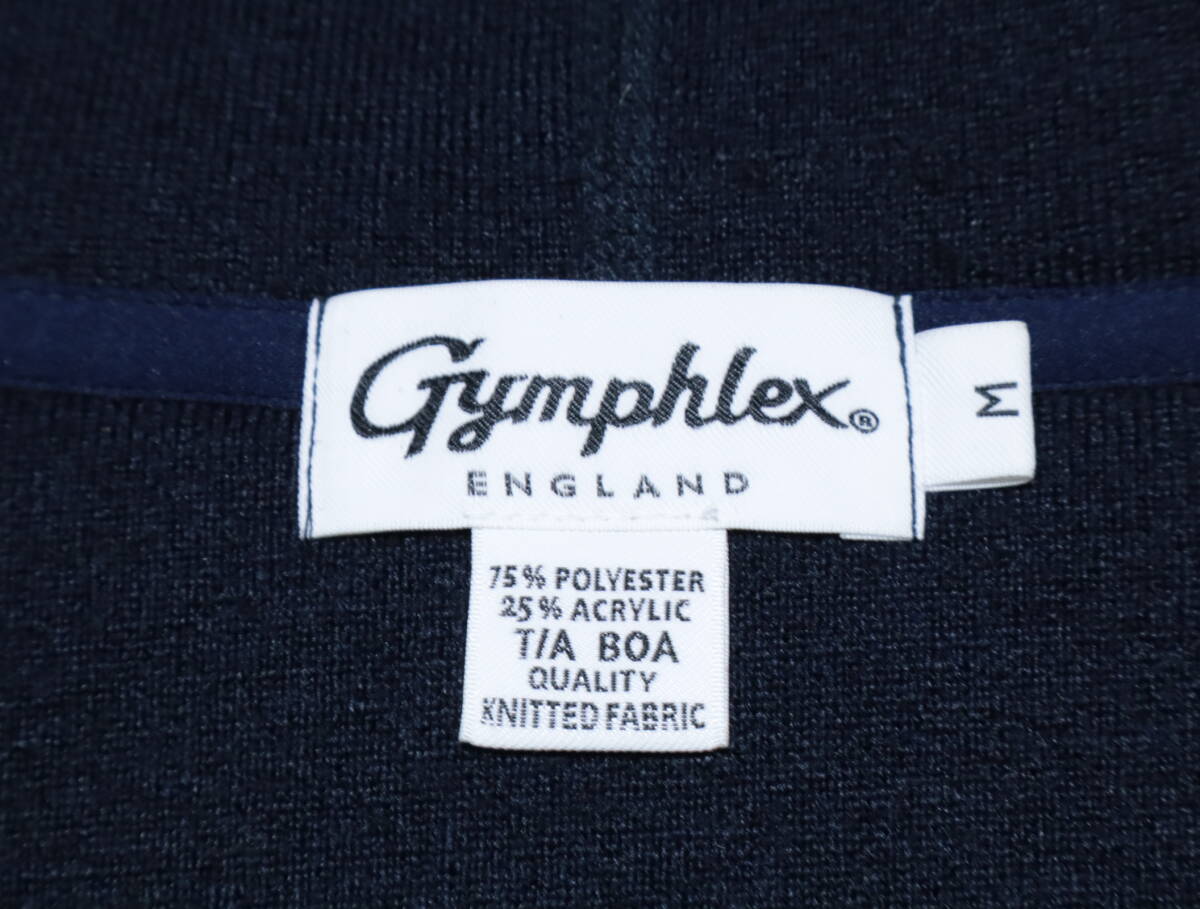 Gymphlex®
ENGLAND
M
75% POLYESTER
25% ACRYLIC
T/A BOA
QUALITY
KNITTED FABRIC